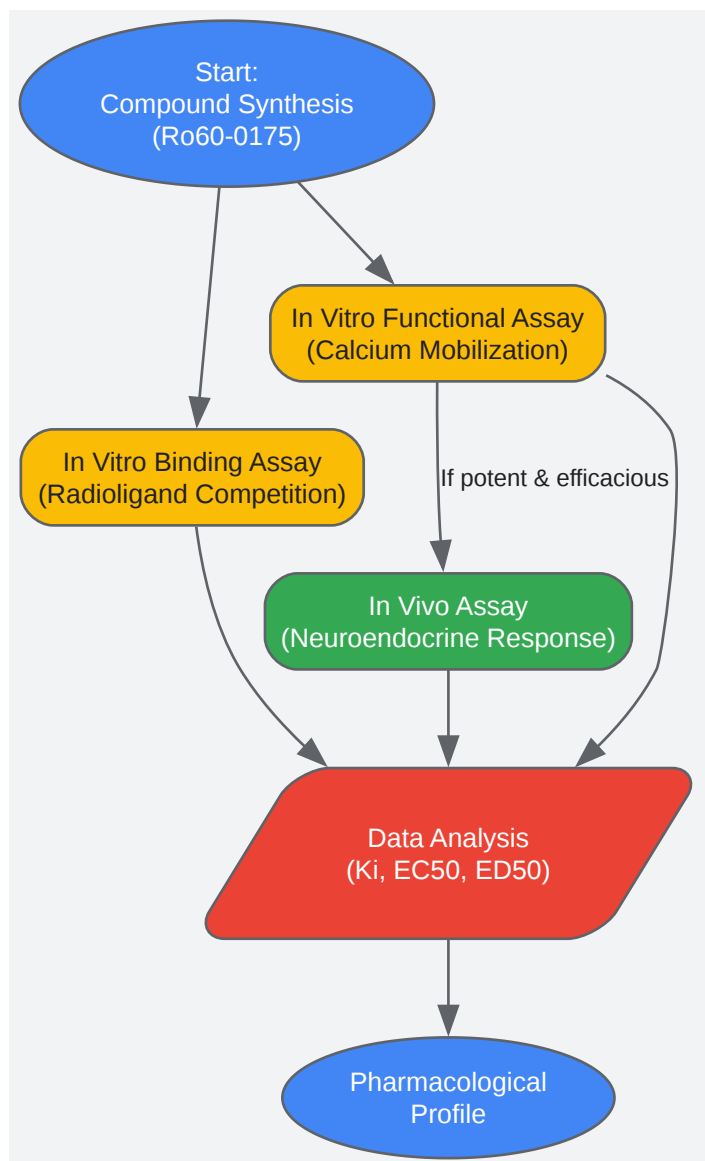 Start:
Compound Synthesis
(Ro60-0175)
In Vitro Functional Assay
(Calcium Mobilization)
In Vitro Binding Assay
(Radioligand Competition)
If potent & efficacious
In Vivo Assay
(Neuroendocrine Response)
Data Analysis
(Ki, EC50, ED50)
Pharmacological
Profile